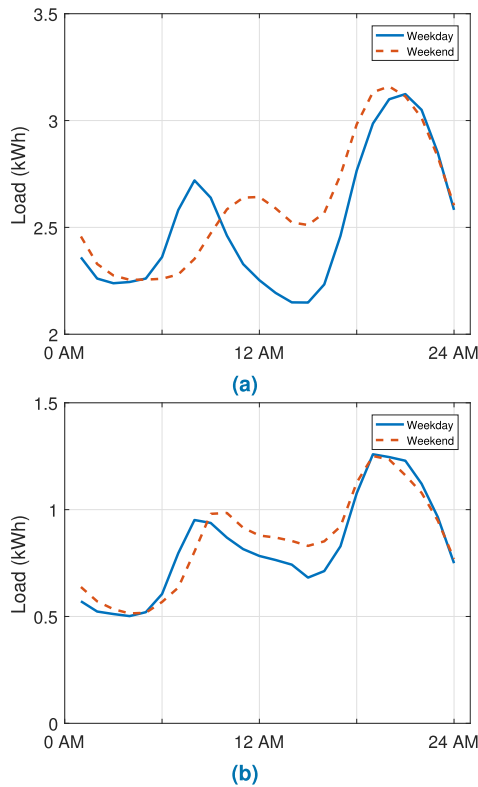 3.5
Weekday
Weekend
3
Load (kWh)
2.5
2
0 AM 12 AM 24 AM
(a)
1.5
Weekday
Weekend
1
Load (kWh)
0.5
0
0 AM 12 AM 24 AM
(b)